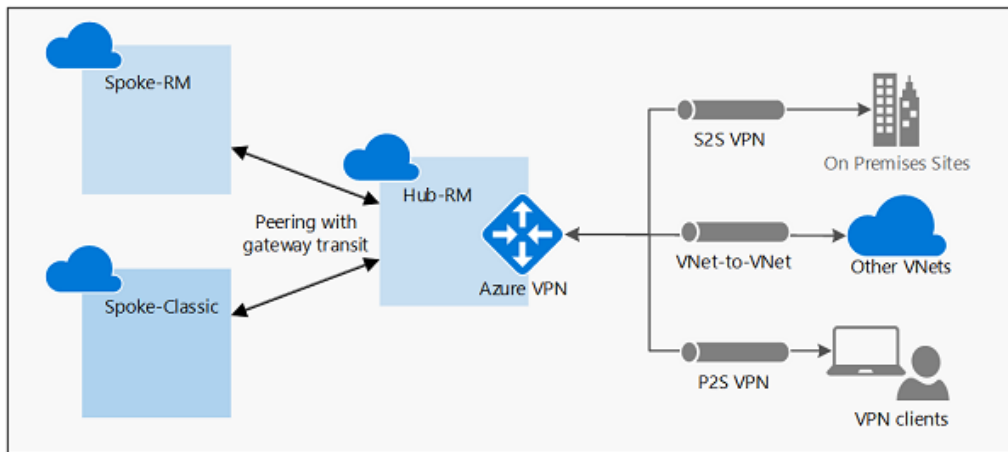 Spoke-RM
Hub-RM
Peering with
gateway transit
Spoke-Classic
Azure VPN
S2S VPN
On Premises Sites
VNet-to-VNet
Other VNets
P2S VPN
VPN clients